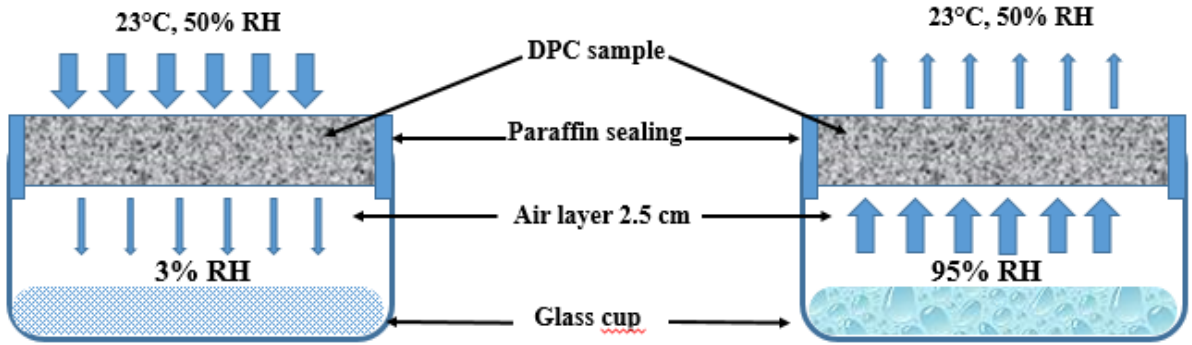 23°C, 50% RH
23°C, 50% RH
DPC sample
Paraffin sealing
Air layer 2.5 cm
3% RH
95% RH
Glass cup